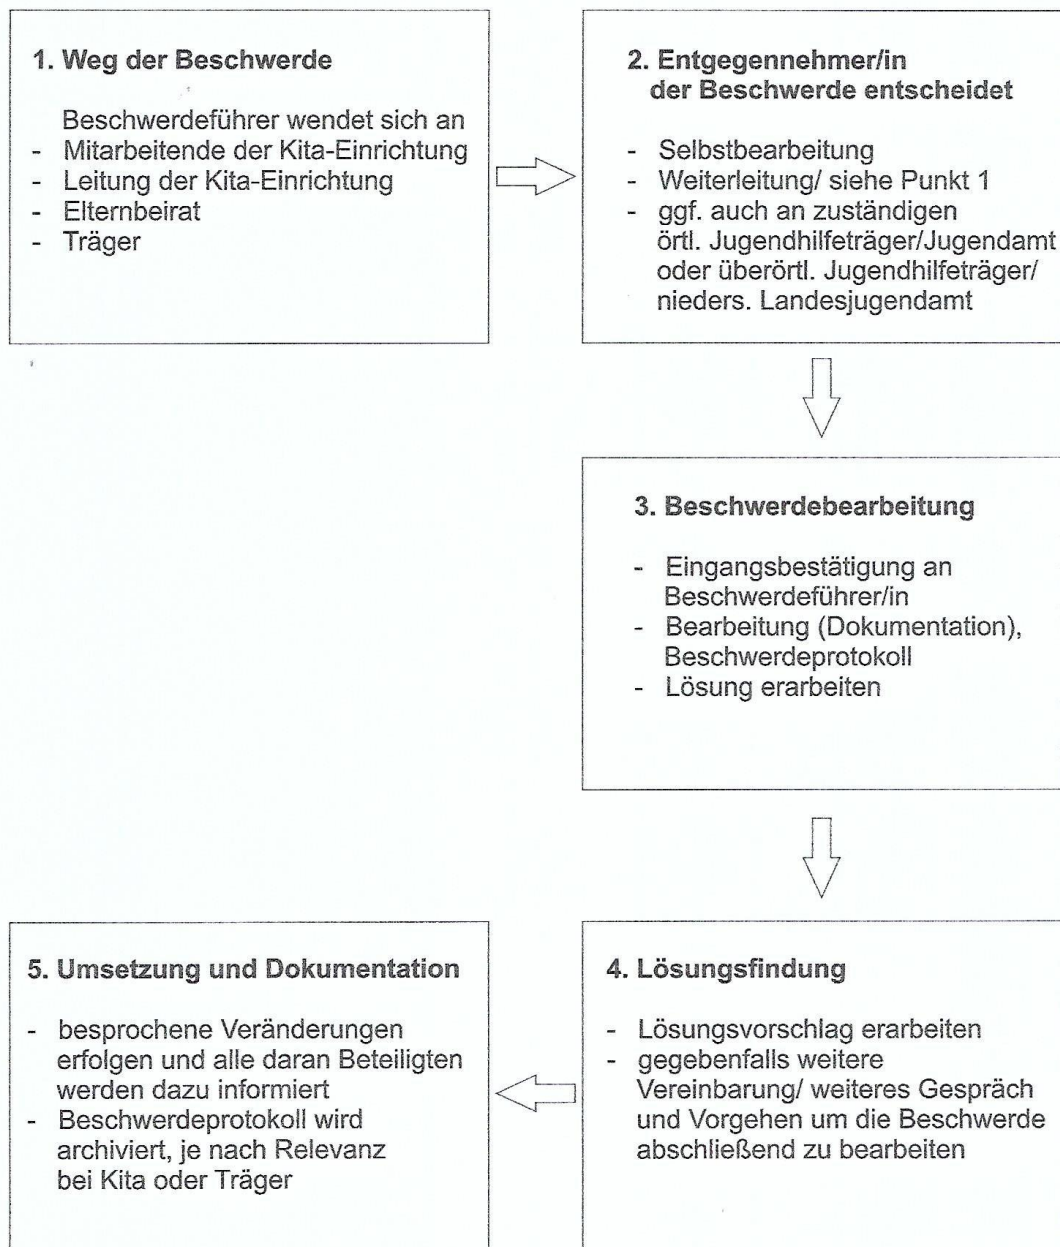 1. Weg der Beschwerde
Beschwerdeführer wendet sich an
- Mitarbeitende der Kita-Einrichtung
- Leitung der Kita-Einrichtung
- Elternbeirat
- Träger
2. Entgegennehmer/in
der Beschwerde entscheidet
- Selbstbearbeitung
- Weiterleitung/ siehe Punkt 1
- ggf. auch an zuständigen
örtl. Jugendhilfeträger/Jugendamt
oder überörtl. Jugendhilfeträger/
nieders. Landesjugendamt
3. Beschwerdebearbeitung
- Eingangsbestätigung an
Beschwerdeführer/in
- Bearbeitung (Dokumentation),
Beschwerdeprotokoll
- Lösung erarbeiten
4. Lösungsfindung
- Lösungsvorschlag erarbeiten
- gegebenfalls weitere
Vereinbarung/ weiteres Gespräch
und Vorgehen um die Beschwerde
abschließend zu bearbeiten
5. Umsetzung und Dokumentation
- besprochene Veränderungen
erfolgen und alle daran Beteiligten
werden dazu informiert
- Beschwerdeprotokoll wird
archiviert, je nach Relevanz
bei Kita oder Träger